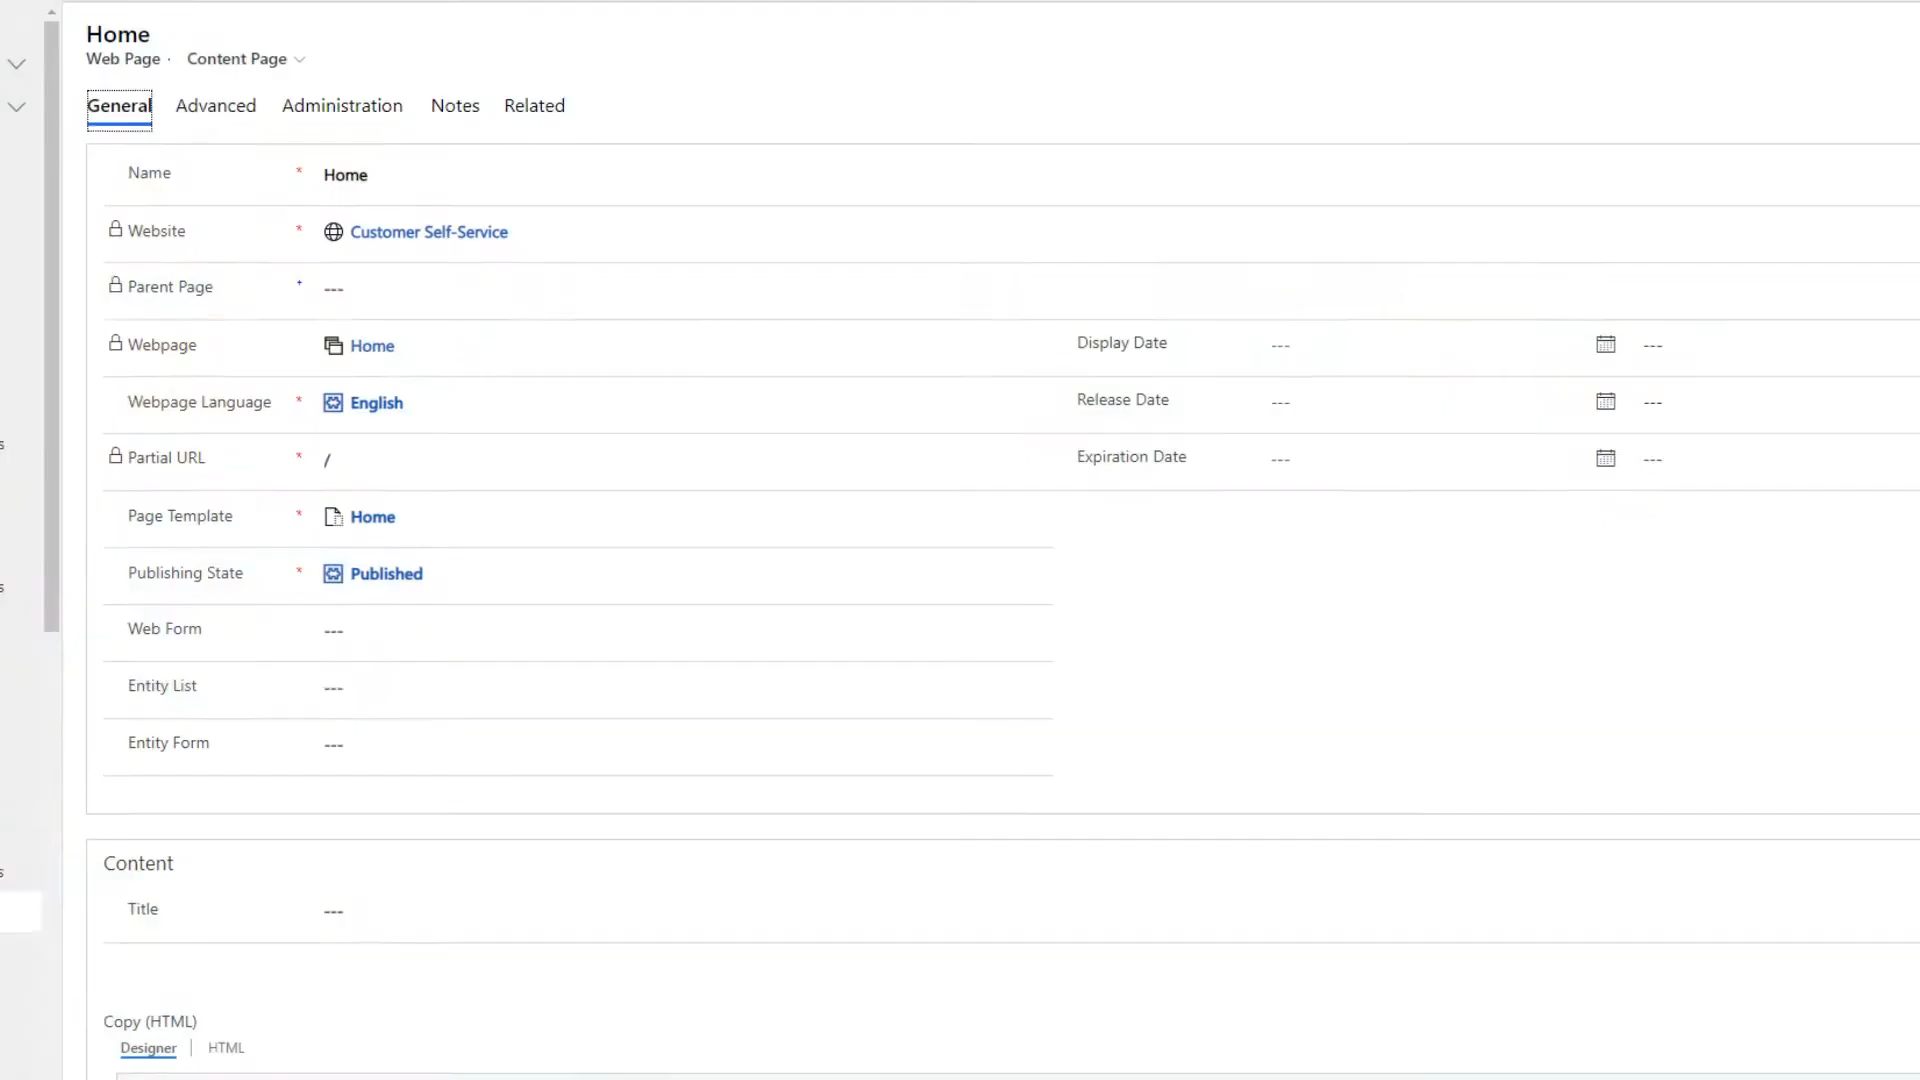 Home
Web Page · Content Page
General Advanced Administration Notes Related
Name * Home
Website * Customer Self-Service
Parent Page + ---
Webpage Home Display Date --- ---
Webpage Language * English Release Date --- ---
Partial URL * / Expiration Date --- ---
Page Template * Home
Publishing State * Published
Web Form ---
Entity List ---
Entity Form ---
Content
Title ---
Copy (HTML)
Designer | HTML